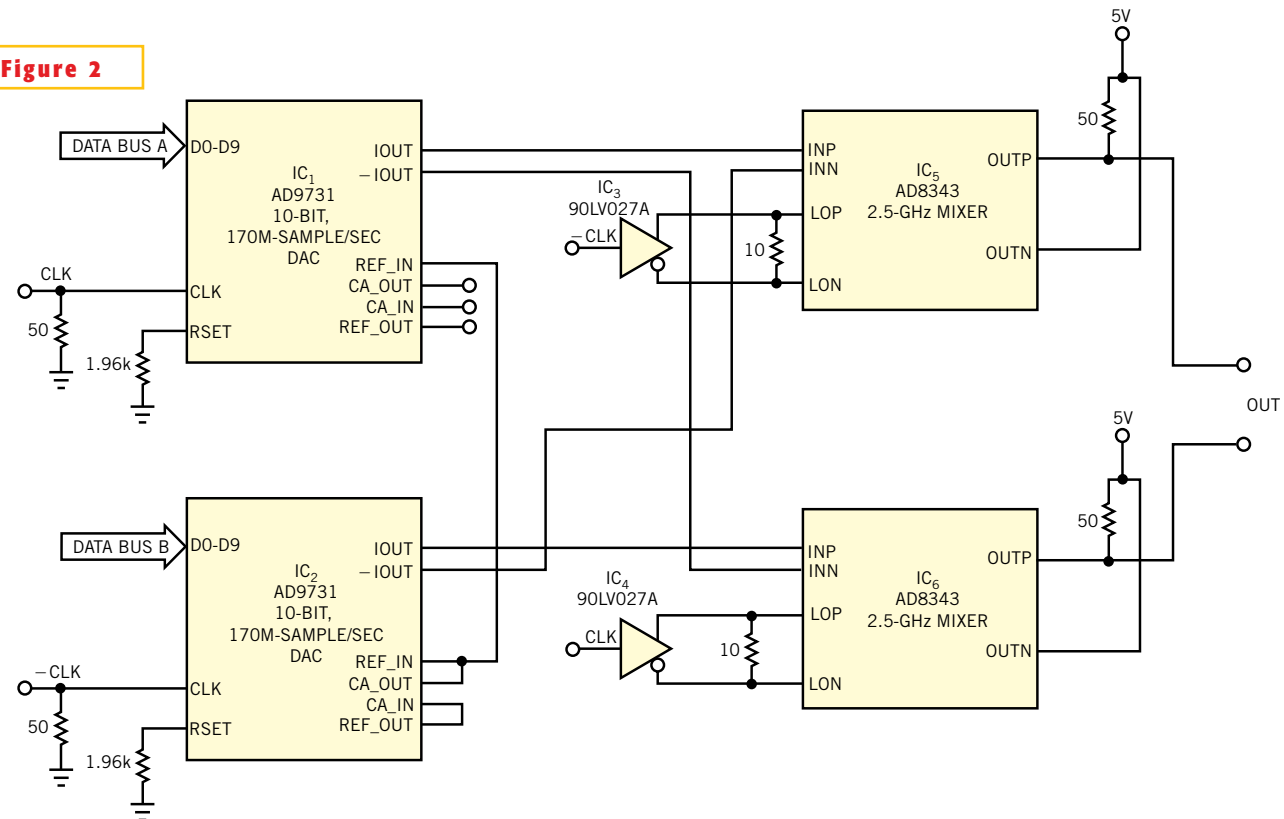 Figure 2
DATA BUS A
D0-D9
IOUT
−IOUT
IC1
AD9731
10-BIT,
170M-SAMPLE/SEC
DAC
REF_IN
CA_OUT
CA_IN
REF_OUT
CLK
CLK
50
RSET
1.96k
IC3
90LV027A
−CLK
10
INP
INN
LOP
LON
IC5
AD8343
2.5-GHz MIXER
OUTP
OUTN
5V
50
OUT
DATA BUS B
D0-D9
IOUT
−IOUT
IC2
AD9731
10-BIT,
170M-SAMPLE/SEC
DAC
REF_IN
CA_OUT
CA_IN
REF_OUT
−CLK
CLK
50
RSET
1.96k
IC4
90LV027A
CLK
10
INP
INN
LOP
LON
IC6
AD8343
2.5-GHz MIXER
OUTP
OUTN
5V
50